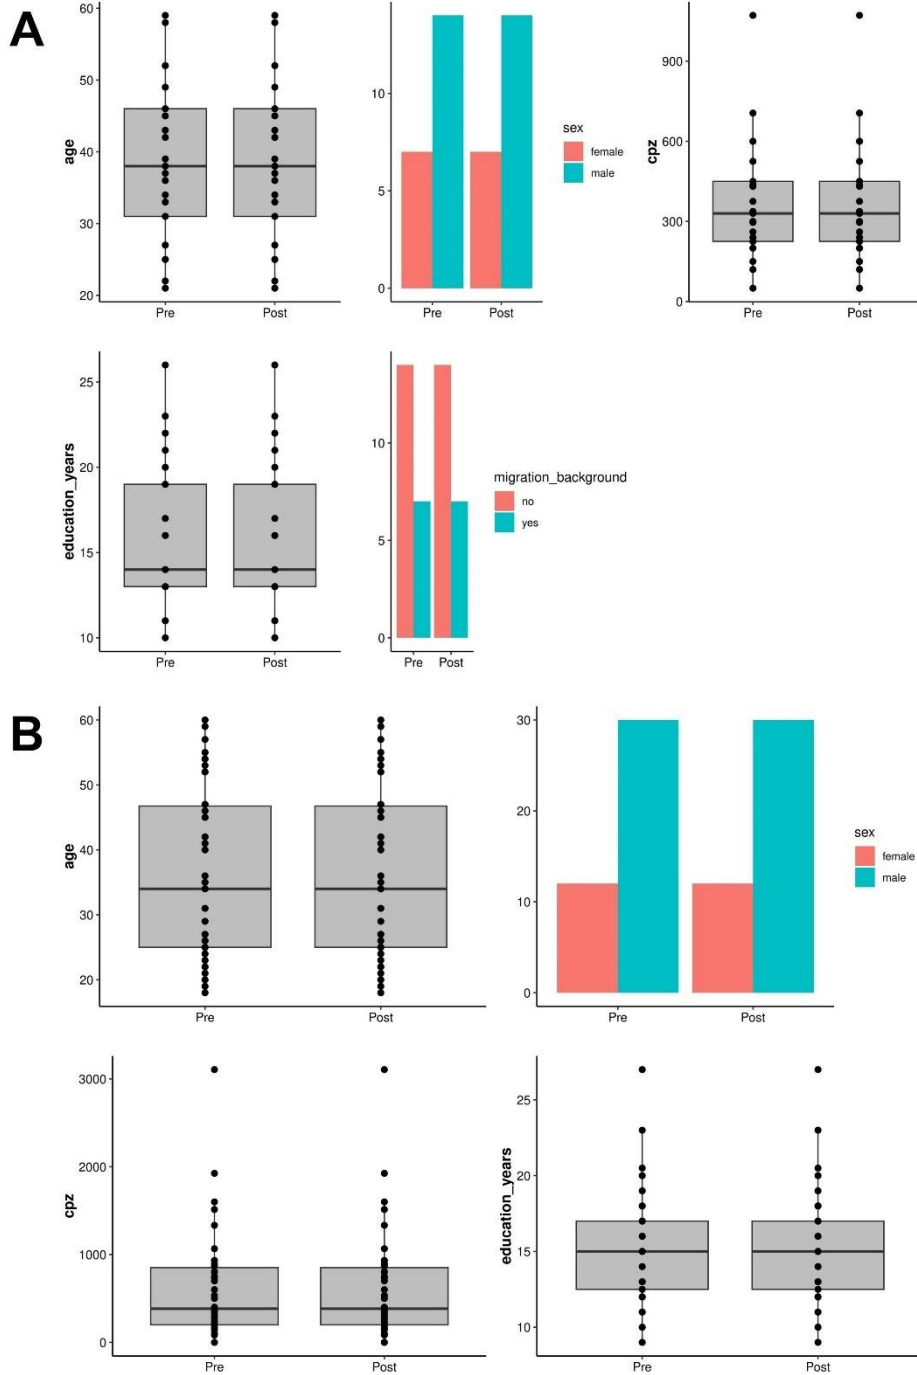 A
60
50
40
30
20
age
Pre
Post
10
5
0
Pre
Post
sex
female
male
900
600
300
0
cpz
Pre
Post
25
20
15
10
education_years
Pre
Post
10
5
0
Pre
Post
migration_background
no
yes
B
60
50
40
30
20
age
Pre
Post
30
20
10
0
Pre
Post
sex
female
male
3000
2000
1000
0
cpz
Pre
Post
25
20
15
10
education_years
Pre
Post